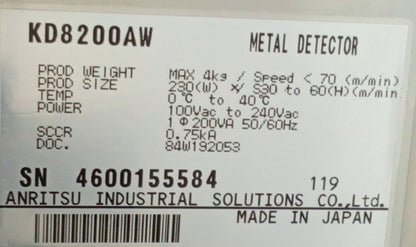 KD8200AW METAL DETECTOR
PROD WEIGHT MAX 4kg / Speed < 70 (m/min)
PROD SIZE 230(W) × 530 to 60(H)(m/min
TEMP 0°C to 40°C
POWER 100Vac to 240Vac
1Φ200VA 50/60Hz
SCCR 0.75kA
DOC. 84W192053
SN 4600155584 119
ANRITSU INDUSTRIAL SOLUTIONS CO.,Ltd.
MADE IN JAPAN